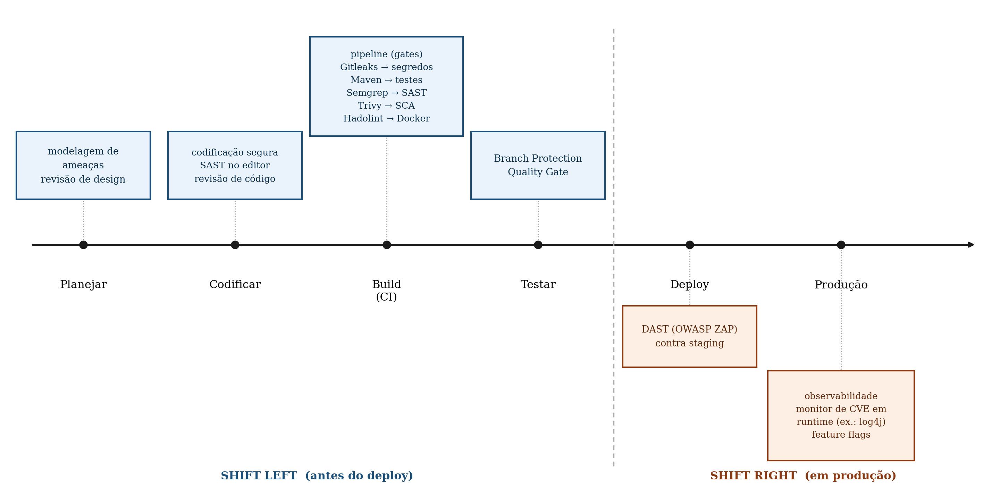 pipeline (gates)
Gitleaks → segredos
Maven → testes
Semgrep → SAST
Trivy → SCA
Hadolint → Docker
modelagem de
ameaças
revisão de design
codificação segura
SAST no editor
revisão de código
Branch Protection
Quality Gate
Planejar
Codificar
Build
(CI)
Testar
Deploy
Produção
DAST (OWASP ZAP)
contra staging
observabilidade
monitor de CVE em
runtime (ex.: log4j)
feature flags
SHIFT LEFT (antes do deploy)
SHIFT RIGHT (em produção)